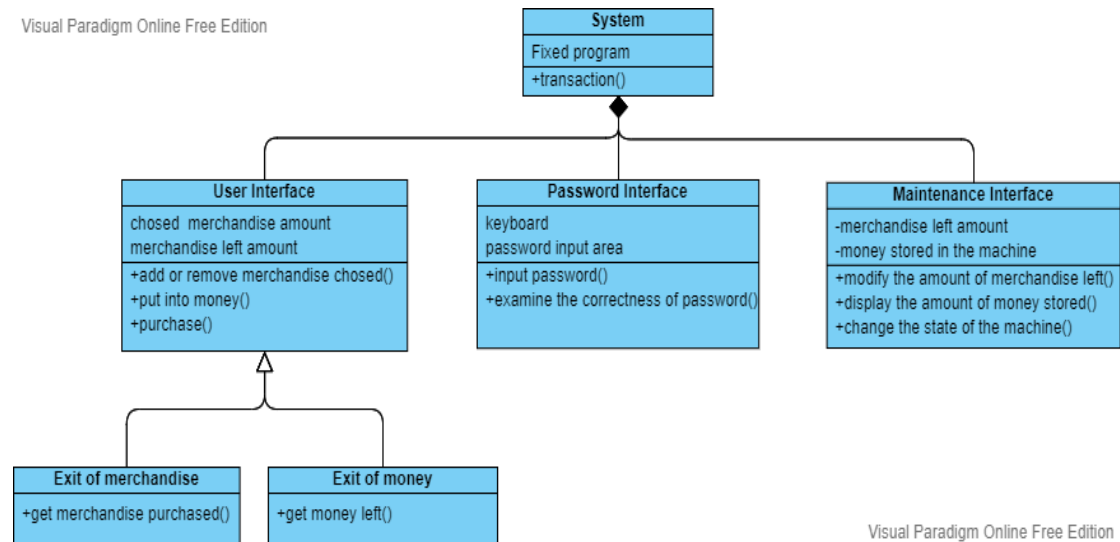 Visual Paradigm Online Free Edition
System
Fixed program
+transaction()
User Interface
chosed merchandise amount
merchandise left amount
+add or remove merchandise chosed()
+put into money()
+purchase()
Password Interface
keyboard
password input area
+input password()
+examine the correctness of password()
Maintenance Interface
-merchandise left amount
-money stored in the machine
+modify the amount of merchandise left()
+display the amount of money stored()
+change the state of the machine()
Exit of merchandise
+get merchandise purchased()
Exit of money
+get money left()
Visual Paradigm Online Free Edition